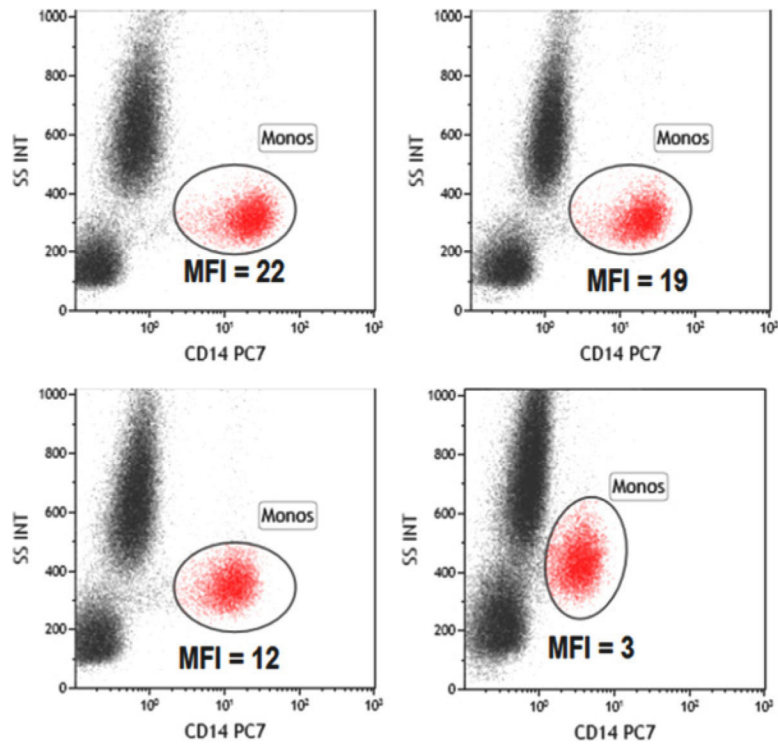 1000
800
600
400
200
0
SS INT
Monos
MFI = 22
10⁰
10¹
10²
10³
CD14 PC7
1000
800
600
400
200
0
SS INT
Monos
MFI = 19
10⁰
10¹
10²
10³
CD14 PC7
1000
800
600
400
200
0
SS INT
Monos
MFI = 12
10⁰
10¹
10²
10³
CD14 PC7
1000
800
600
400
200
0
SS INT
Monos
MFI = 3
10⁰
10¹
10²
10³
CD14 PC7